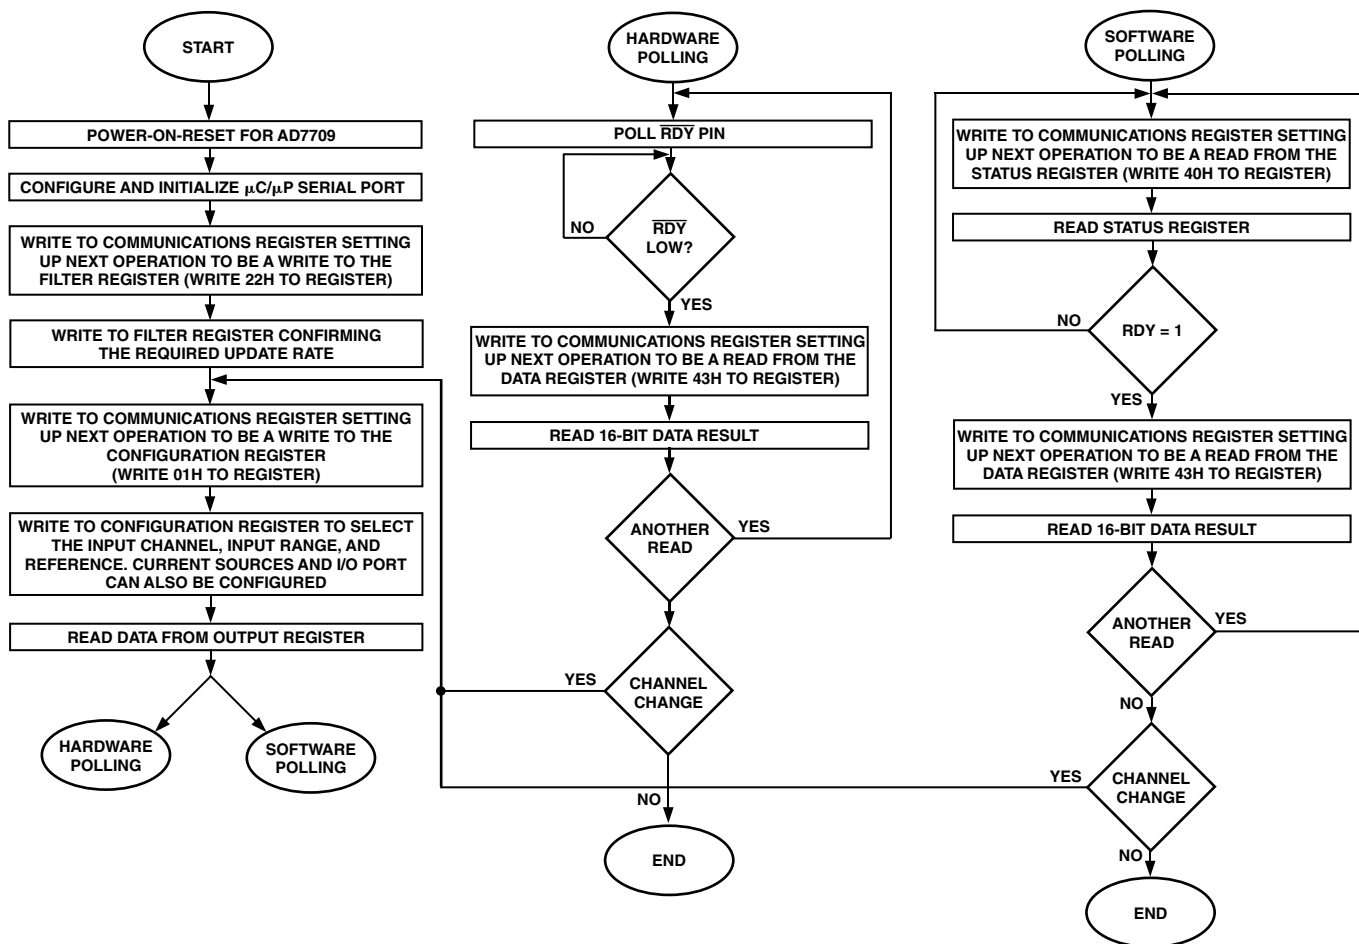 START
POWER-ON-RESET FOR AD7709
CONFIGURE AND INITIALIZE μC/μP SERIAL PORT
WRITE TO COMMUNICATIONS REGISTER SETTING
UP NEXT OPERATION TO BE A WRITE TO THE
FILTER REGISTER (WRITE 22H TO REGISTER)
WRITE TO FILTER REGISTER CONFIRMING
THE REQUIRED UPDATE RATE
WRITE TO COMMUNICATIONS REGISTER SETTING
UP NEXT OPERATION TO BE A WRITE TO THE
CONFIGURATION REGISTER
(WRITE 01H TO REGISTER)
WRITE TO CONFIGURATION REGISTER TO SELECT
THE INPUT CHANNEL, INPUT RANGE, AND
REFERENCE. CURRENT SOURCES AND I/O PORT
CAN ALSO BE CONFIGURED
READ DATA FROM OUTPUT REGISTER
HARDWARE
POLLING
SOFTWARE
POLLING
HARDWARE
POLLING
POLL R̅D̅Y̅ PIN
NO
R̅D̅Y̅
LOW?
YES
WRITE TO COMMUNICATIONS REGISTER SETTING
UP NEXT OPERATION TO BE A READ FROM THE
DATA REGISTER (WRITE 43H TO REGISTER)
READ 16-BIT DATA RESULT
ANOTHER
READ
YES
YES
CHANNEL
CHANGE
NO
END
SOFTWARE
POLLING
WRITE TO COMMUNICATIONS REGISTER SETTING
UP NEXT OPERATION TO BE A READ FROM THE
STATUS REGISTER (WRITE 40H TO REGISTER)
READ STATUS REGISTER
NO
RDY = 1
YES
WRITE TO COMMUNICATIONS REGISTER SETTING
UP NEXT OPERATION TO BE A READ FROM THE
DATA REGISTER (WRITE 43H TO REGISTER)
READ 16-BIT DATA RESULT
ANOTHER
READ
YES
NO
YES
CHANNEL
CHANGE
NO
END